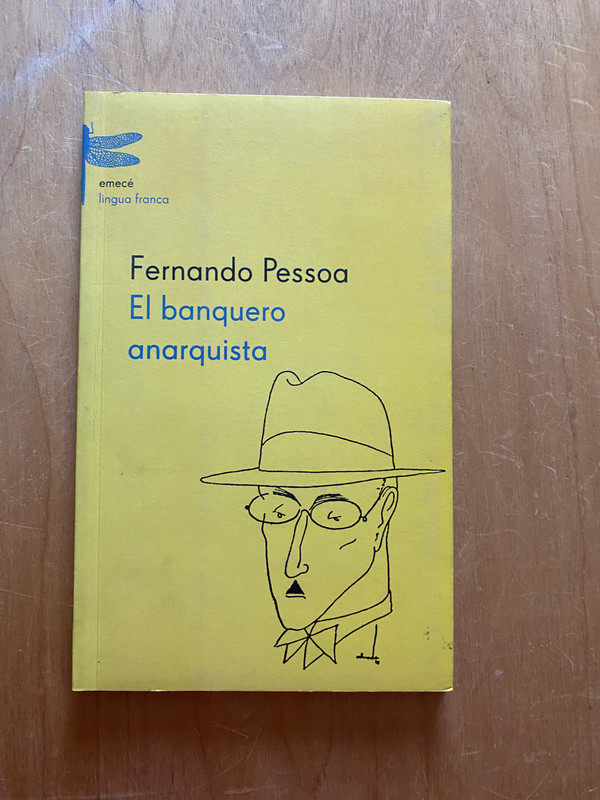 emecé
lingua franca
Fernando Pessoa
El banquero
anarquista